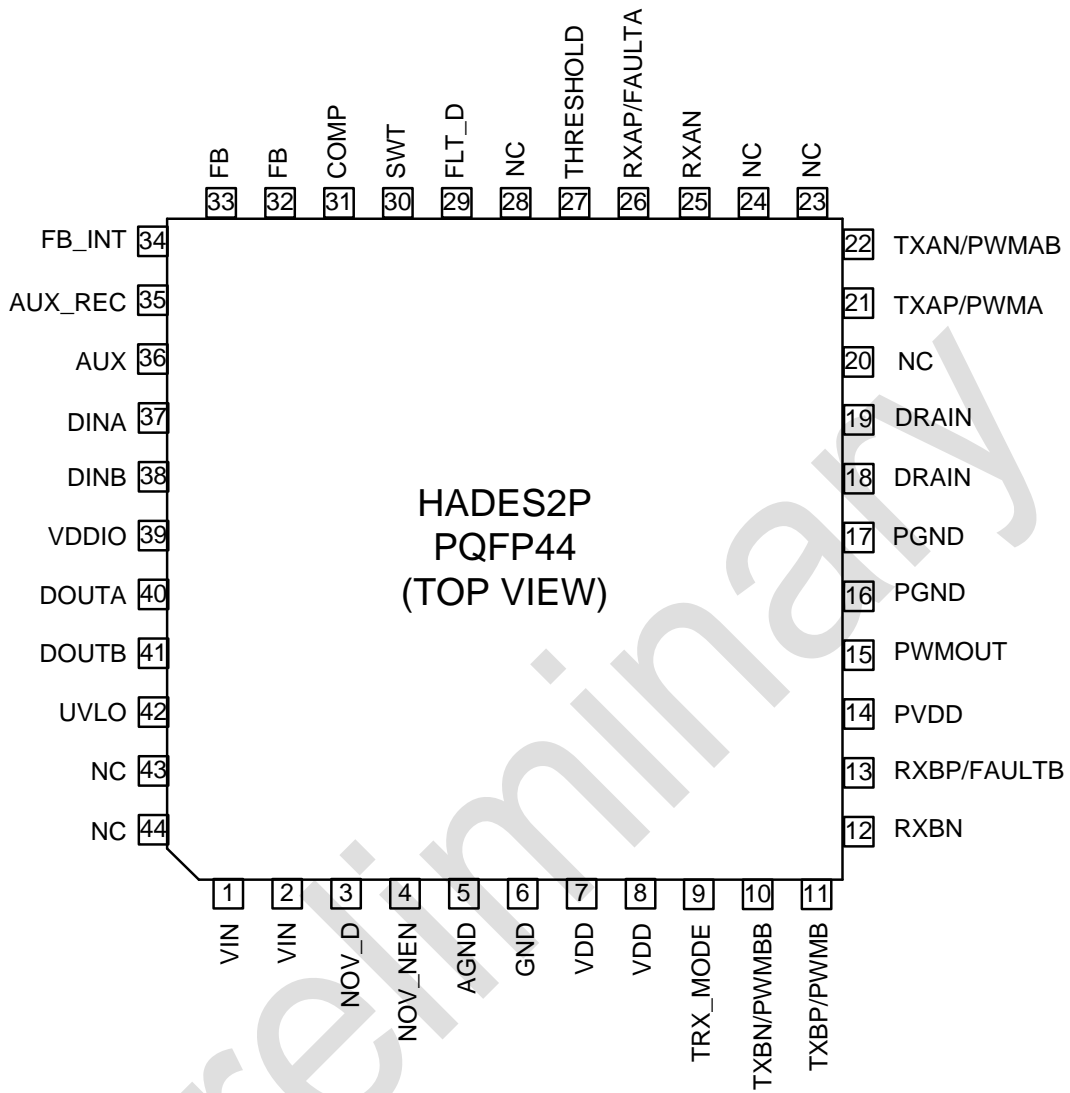 FB
FB
COMP
SWT
FLT_D
NC
THRESHOLD
RXAP/FAULTA
RXAN
NC
NC
33
32
31
30
29
28
27
26
25
24
23
FB_INT 34
AUX_REC 35
AUX 36
DINA 37
DINB 38
VDDIO 39
DOUTA 40
DOUTB 41
UVLO 42
NC 43
NC 44
HADES2P
PQFP44
(TOP VIEW)
22 TXAN/PWMAB
21 TXAP/PWMA
20 NC
19 DRAIN
18 DRAIN
17 PGND
16 PGND
15 PWMOUT
14 PVDD
13 RXBP/FAULTB
12 RXBN
1
2
3
4
5
6
7
8
9
10
11
VIN
VIN
NOV_D
NOV_NEN
AGND
GND
VDD
VDD
TRX_MODE
TXBN/PWMBB
TXBP/PWMB
reliminary